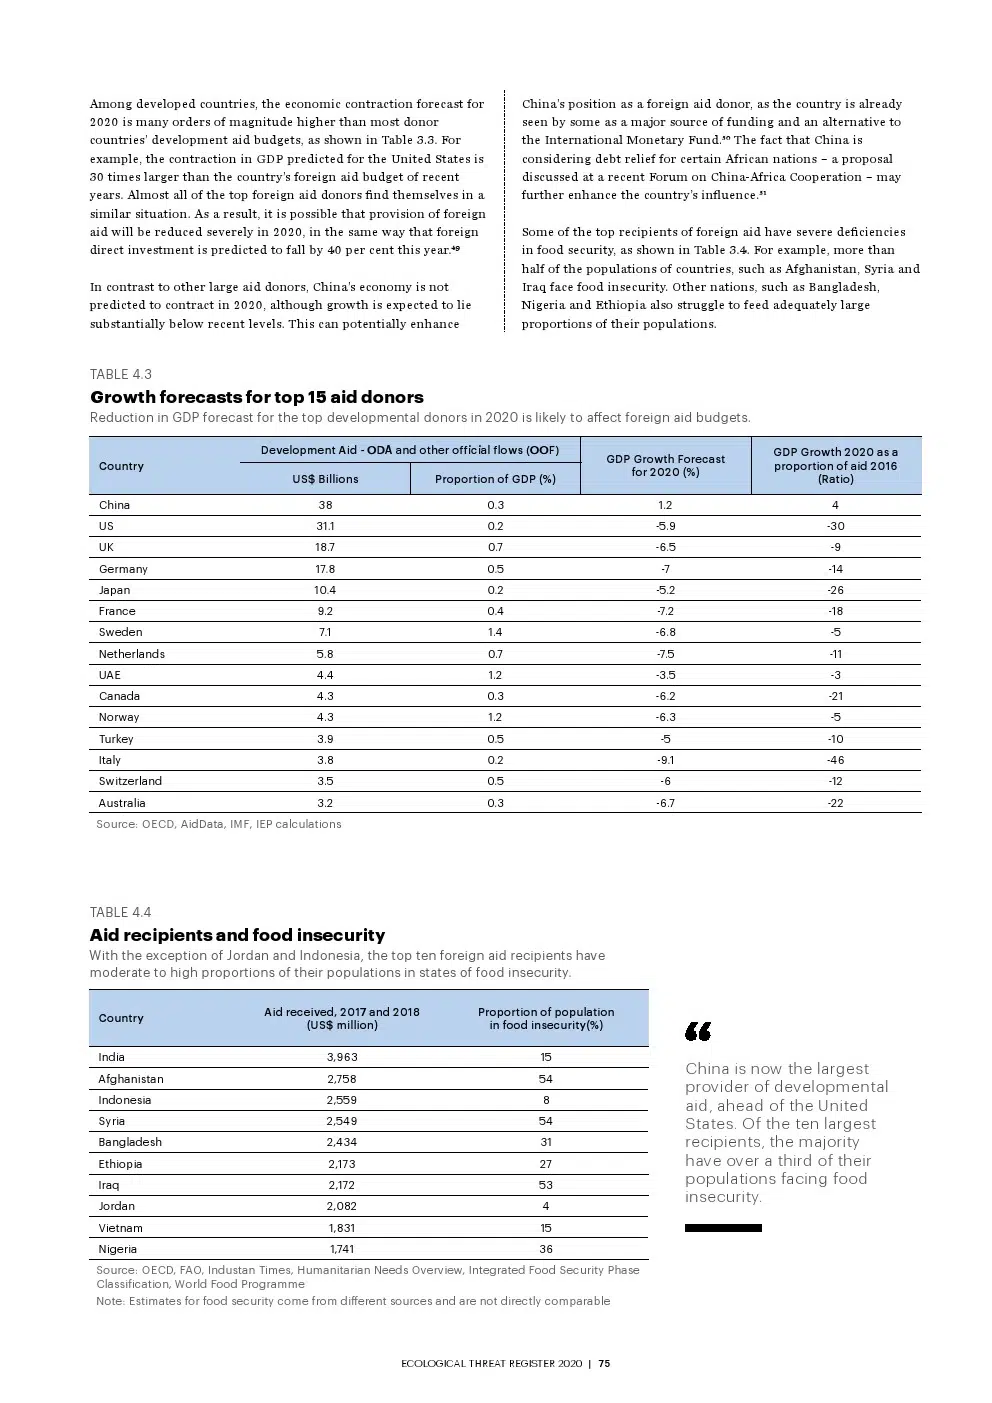 Among developed countries, the economic contraction forecast for
2020 is many orders of magnitude higher than most donor
countries' development aid budgets, as shown in Table 3.3. For
example, the contraction in GDP predicted for the United States is
30 times larger than the country's foreign aid budget of recent
years. Almost all of the top foreign aid donors find themselves in a
similar situation. As a result, it is possible that provision of foreign
aid will be reduced severely in 2020, in the same way that foreign
direct investment is predicted to fall by 40 per cent this year.⁴⁹
In contrast to other large aid donors, China's economy is not
predicted to contract in 2020, although growth is expected to lie
substantially below recent levels. This can potentially enhance
China's position as a foreign aid donor, as the country is already
seen by some as a major source of funding and an alternative to
the International Monetary Fund.⁵⁰ The fact that China is
considering debt relief for certain African nations – a proposal
discussed at a recent Forum on China-Africa Cooperation – may
further enhance the country's influence.⁵¹
Some of the top recipients of foreign aid have severe deficiencies
in food security, as shown in Table 3.4. For example, more than
half of the populations of countries, such as Afghanistan, Syria and
Iraq face food insecurity. Other nations, such as Bangladesh,
Nigeria and Ethiopia also struggle to feed adequately large
proportions of their populations.
TABLE 4.3
Growth forecasts for top 15 aid donors
Reduction in GDP forecast for the top developmental donors in 2020 is likely to affect foreign aid budgets.
Country
Development Aid - ODA and other official flows (OOF)
US$ Billions
Proportion of GDP (%)
GDP Growth Forecast
for 2020 (%)
GDP Growth 2020 as a
proportion of aid 2016
(Ratio)
China 38 0.3 1.2 4
US 31.1 0.2 -5.9 -30
UK 18.7 0.7 -6.5 -9
Germany 17.8 0.5 -7 -14
Japan 10.4 0.2 -5.2 -26
France 9.2 0.4 -7.2 -18
Sweden 7.1 1.4 -6.8 -5
Netherlands 5.8 0.7 -7.5 -11
UAE 4.4 1.2 -3.5 -3
Canada 4.3 0.3 -6.2 -21
Norway 4.3 1.2 -6.3 -5
Turkey 3.9 0.5 -5 -10
Italy 3.8 0.2 -9.1 -46
Switzerland 3.5 0.5 -6 -12
Australia 3.2 0.3 -6.7 -22
Source: OECD, AidData, IMF, IEP calculations
TABLE 4.4
Aid recipients and food insecurity
With the exception of Jordan and Indonesia, the top ten foreign aid recipients have
moderate to high proportions of their populations in states of food insecurity.
Country
Aid received, 2017 and 2018
(US$ million)
Proportion of population
in food insecurity(%)
India 3,963 15
Afghanistan 2,758 54
Indonesia 2,559 8
Syria 2,549 54
Bangladesh 2,434 31
Ethiopia 2,173 27
Iraq 2,172 53
Jordan 2,082 4
Vietnam 1,831 15
Nigeria 1,741 36
Source: OECD, FAO, Industan Times, Humanitarian Needs Overview, Integrated Food Security Phase
Classification, World Food Programme
Note: Estimates for food security come from different sources and are not directly comparable
“
China is now the largest
provider of developmental
aid, ahead of the United
States. Of the ten largest
recipients, the majority
have over a third of their
populations facing food
insecurity.
ECOLOGICAL THREAT REGISTER 2020 | 75